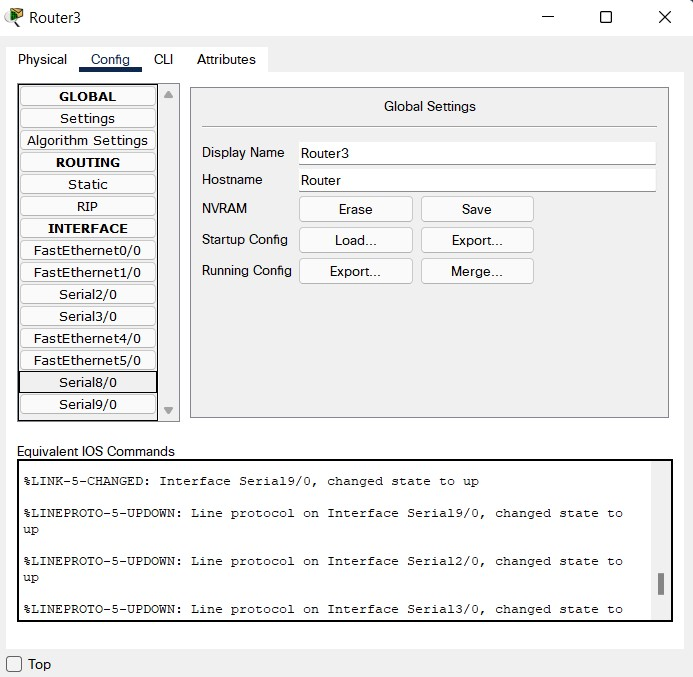 Router3
Physical Config CLI Attributes
GLOBAL
Settings
Algorithm Settings
ROUTING
Static
RIP
INTERFACE
FastEthernet0/0
FastEthernet1/0
Serial2/0
Serial3/0
FastEthernet4/0
FastEthernet5/0
Serial8/0
Serial9/0
Global Settings
Display Name Router3
Hostname Router
NVRAM Erase Save
Startup Config Load... Export...
Running Config Export... Merge...
Equivalent IOS Commands
%LINK-5-CHANGED: Interface Serial9/0, changed state to up
%LINEPROTO-5-UPDOWN: Line protocol on Interface Serial9/0, changed state to
up
%LINEPROTO-5-UPDOWN: Line protocol on Interface Serial2/0, changed state to
up
%LINEPROTO-5-UPDOWN: Line protocol on Interface Serial3/0, changed state to
Top